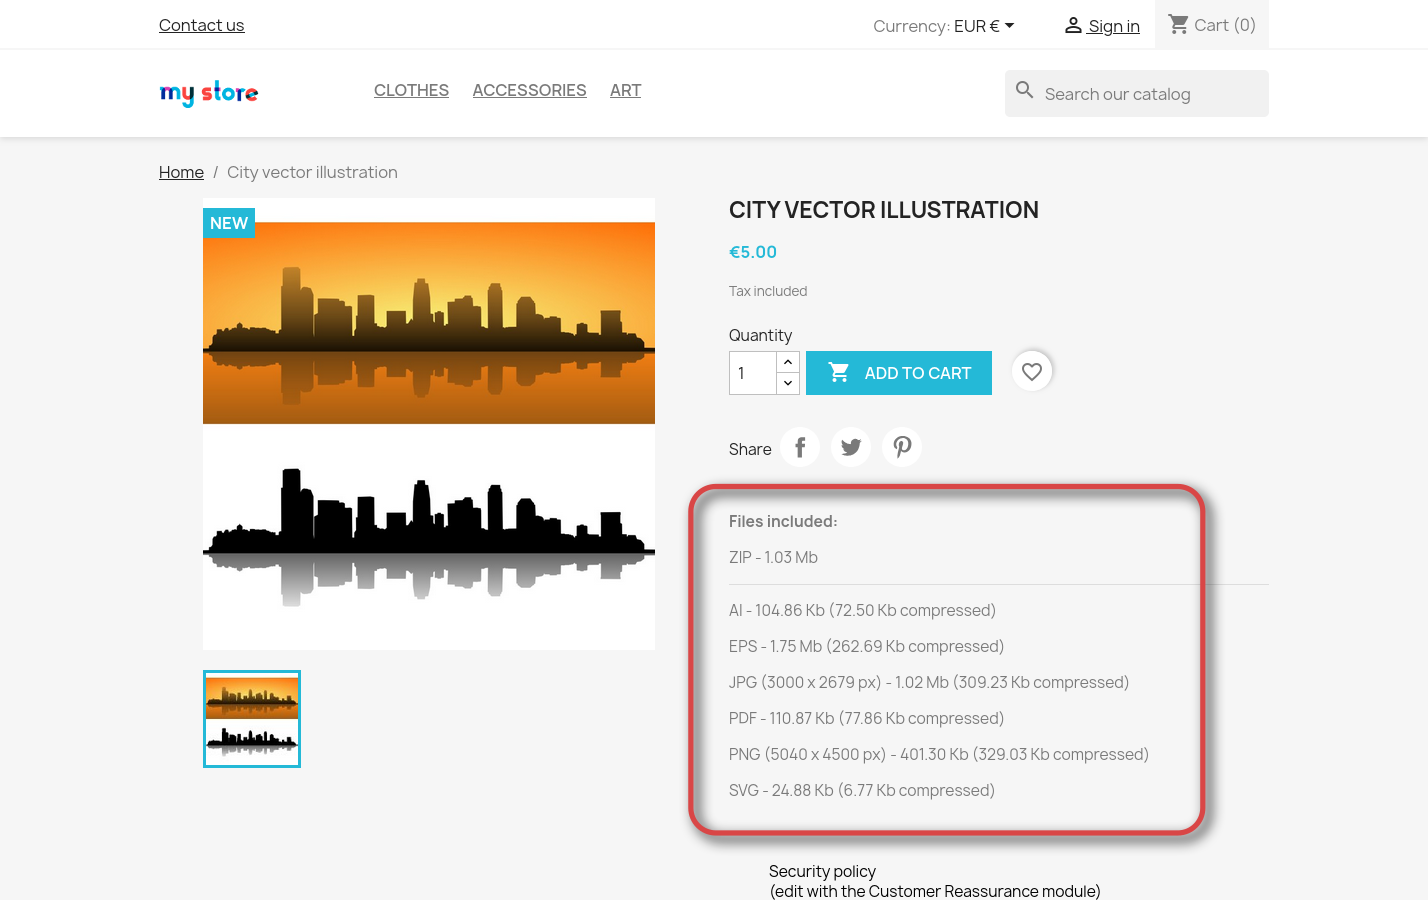 Contact us
Currency: EUR €
Sign in
Cart (0)
my store
CLOTHES
ACCESSORIES
ART
Search our catalog
Home / City vector illustration
NEW
CITY VECTOR ILLUSTRATION
€5.00
Tax included
Quantity
1
ADD TO CART
Share
Files included:
ZIP - 1.03 Mb
AI - 104.86 Kb (72.50 Kb compressed)
EPS - 1.75 Mb (262.69 Kb compressed)
JPG (3000 x 2679 px) - 1.02 Mb (309.23 Kb compressed)
PDF - 110.87 Kb (77.86 Kb compressed)
PNG (5040 x 4500 px) - 401.30 Kb (329.03 Kb compressed)
SVG - 24.88 Kb (6.77 Kb compressed)
Security policy
(edit with the Customer Reassurance module)